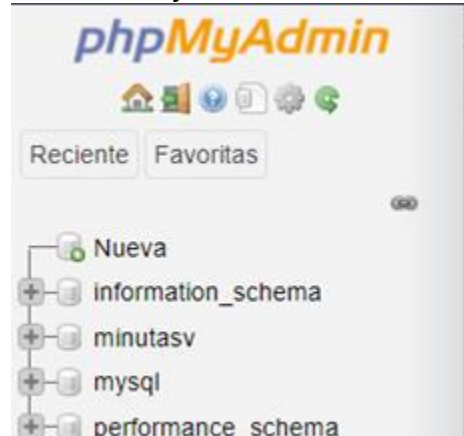 phpMyAdmin
Reciente Favoritas
Nueva
information_schema
minutasv
mysql
performance_schema